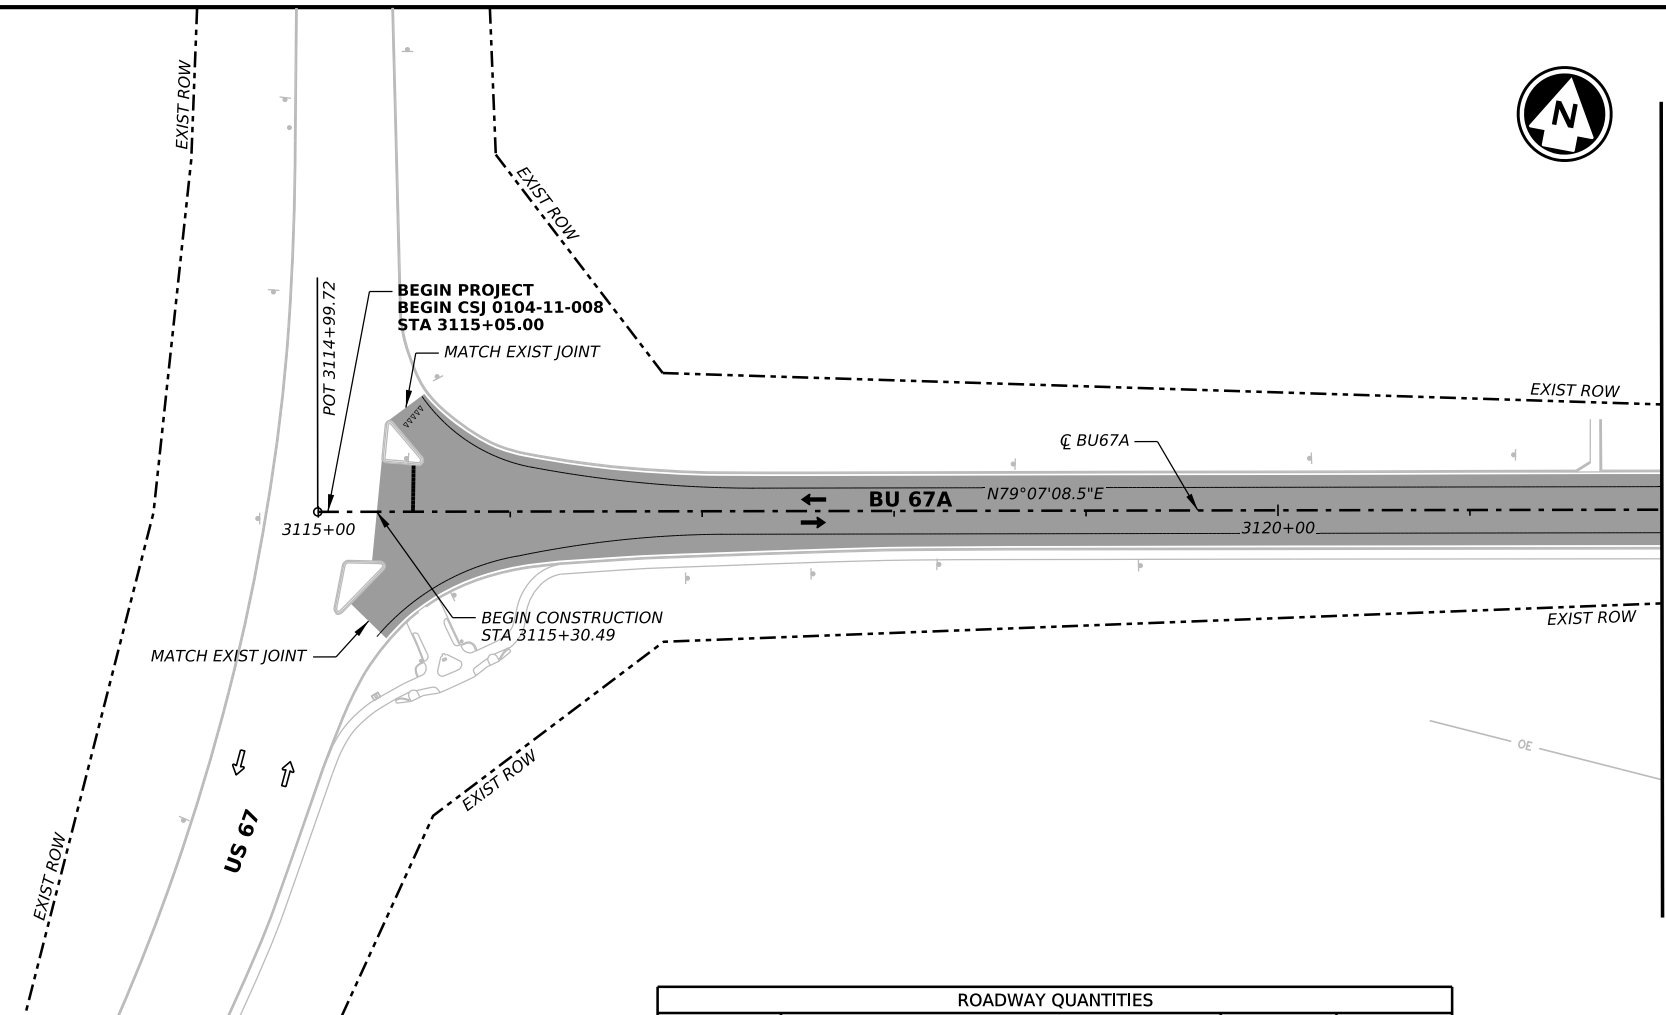 EXIST ROW
N
EXIST ROW
POT 3114+99.72
BEGIN PROJECT
BEGIN CSJ 0104-11-008
STA 3115+05.00
MATCH EXIST JOINT
EXIST ROW
℄ BU67A
BU 67A
N79°07'08.5"E
3115+00
3120+00
BEGIN CONSTRUCTION
STA 3115+30.49
EXIST ROW
MATCH EXIST JOINT
OE
EXIST ROW
US 67
EXIST ROW
ROADWAY QUANTITIES